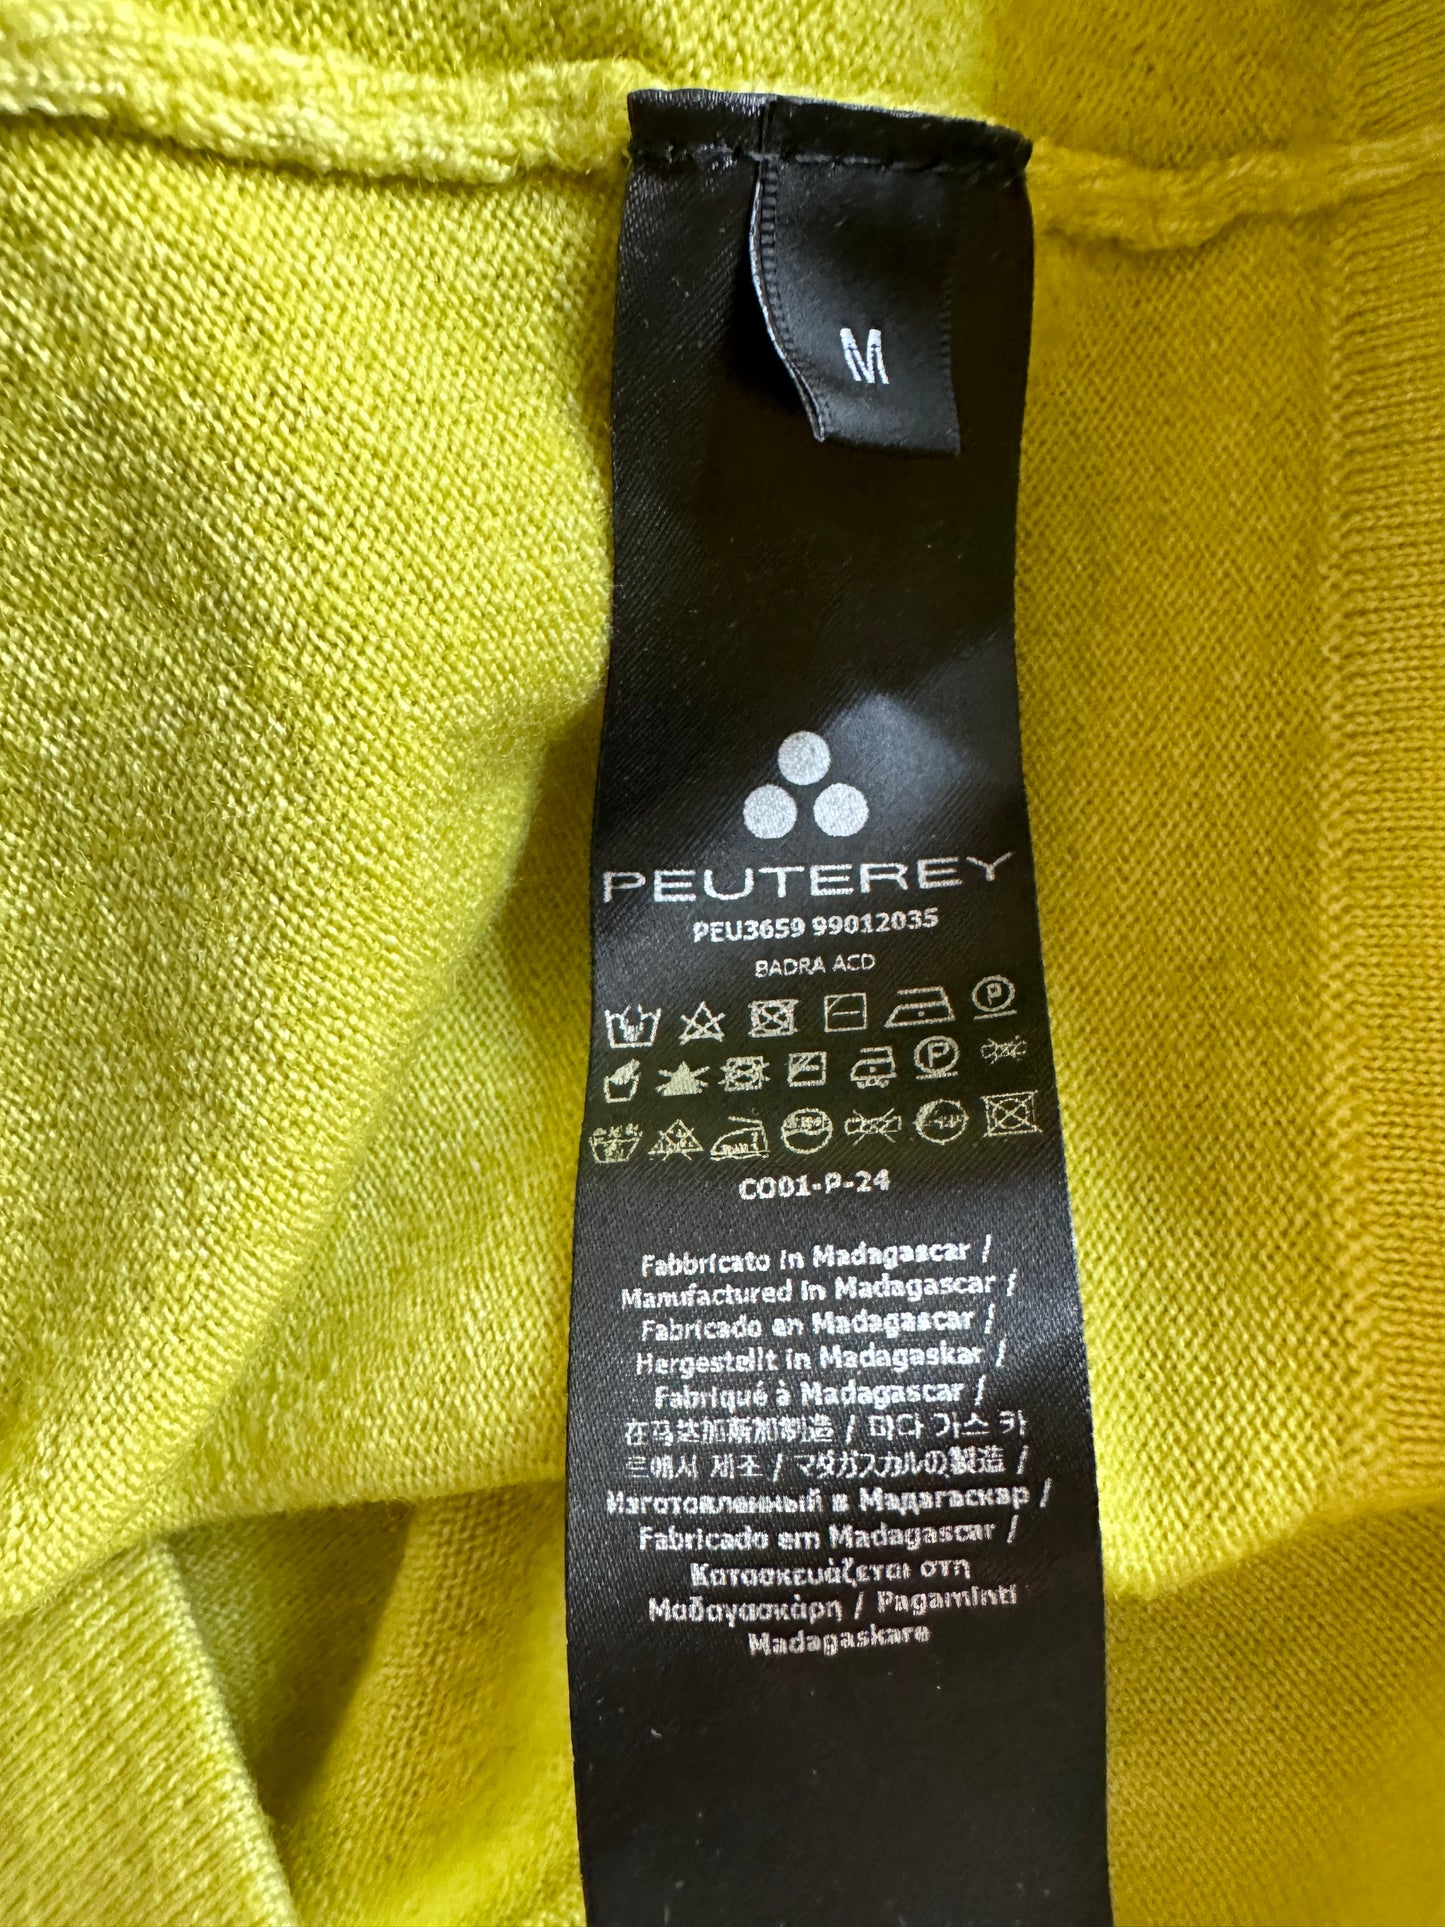 M
PEUTEREY
PEU3659 99012035
BADRA ACD
P
P
CO01-P-24
Fabbricato in Madagascar /
Manufactured in Madagascar /
Fabricado en Madagascar /
Hergestellt in Madagaskar /
Fabriqué à Madagascar /
在马达加斯加制造 / 마다 가스 카
르에서 제조 / マダガスカルの製造 /
Изготовленный в Мадагаскар /
Fabricado em Madagascar /
Κατασκευάζεται στη
Μαδαγασκάρη / Pagaminti
Madagaskare